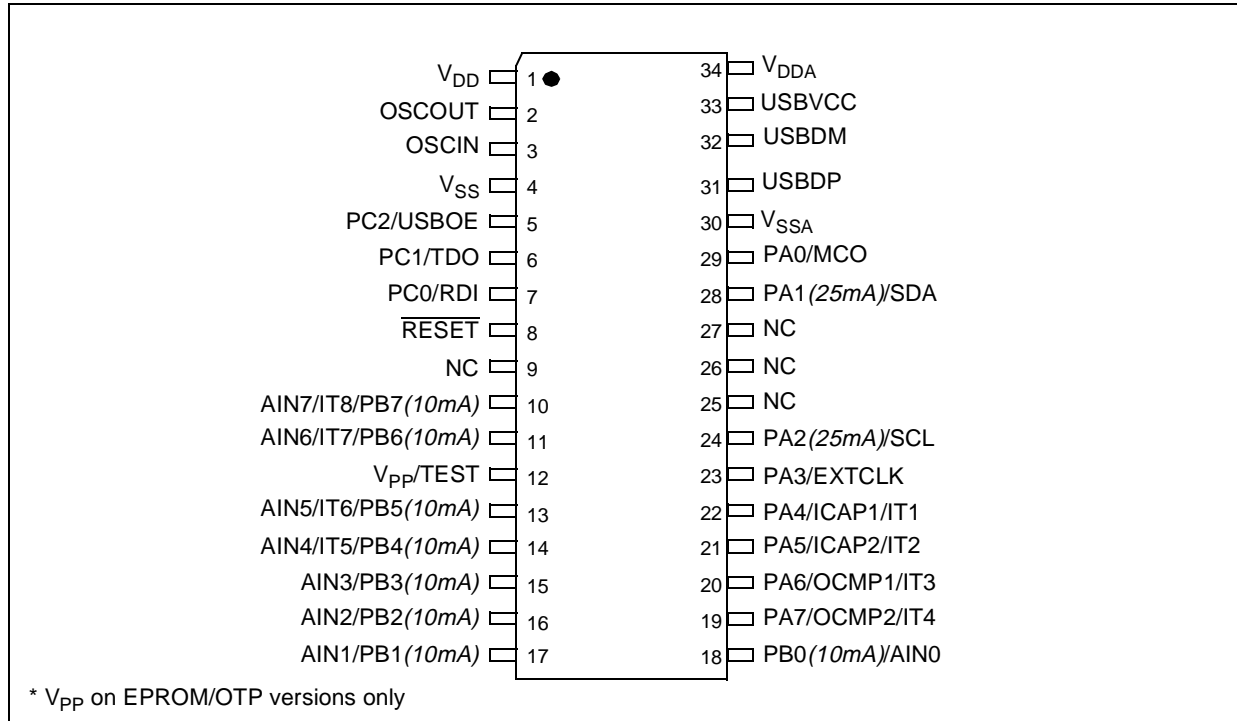 VDD 1
OSCOUT 2
OSCIN 3
VSS 4
PC2/USBOE 5
PC1/TDO 6
PC0/RDI 7
RESET 8
NC 9
AIN7/IT8/PB7(10mA) 10
AIN6/IT7/PB6(10mA) 11
VPP/TEST 12
AIN5/IT6/PB5(10mA) 13
AIN4/IT5/PB4(10mA) 14
AIN3/PB3(10mA) 15
AIN2/PB2(10mA) 16
AIN1/PB1(10mA) 17
34 VDDA
33 USBVCC
32 USBDM
31 USBDP
30 VSSA
29 PA0/MCO
28 PA1(25mA)/SDA
27 NC
26 NC
25 NC
24 PA2(25mA)/SCL
23 PA3/EXTCLK
22 PA4/ICAP1/IT1
21 PA5/ICAP2/IT2
20 PA6/OCMP1/IT3
19 PA7/OCMP2/IT4
18 PB0(10mA)/AIN0
* VPP on EPROM/OTP versions only